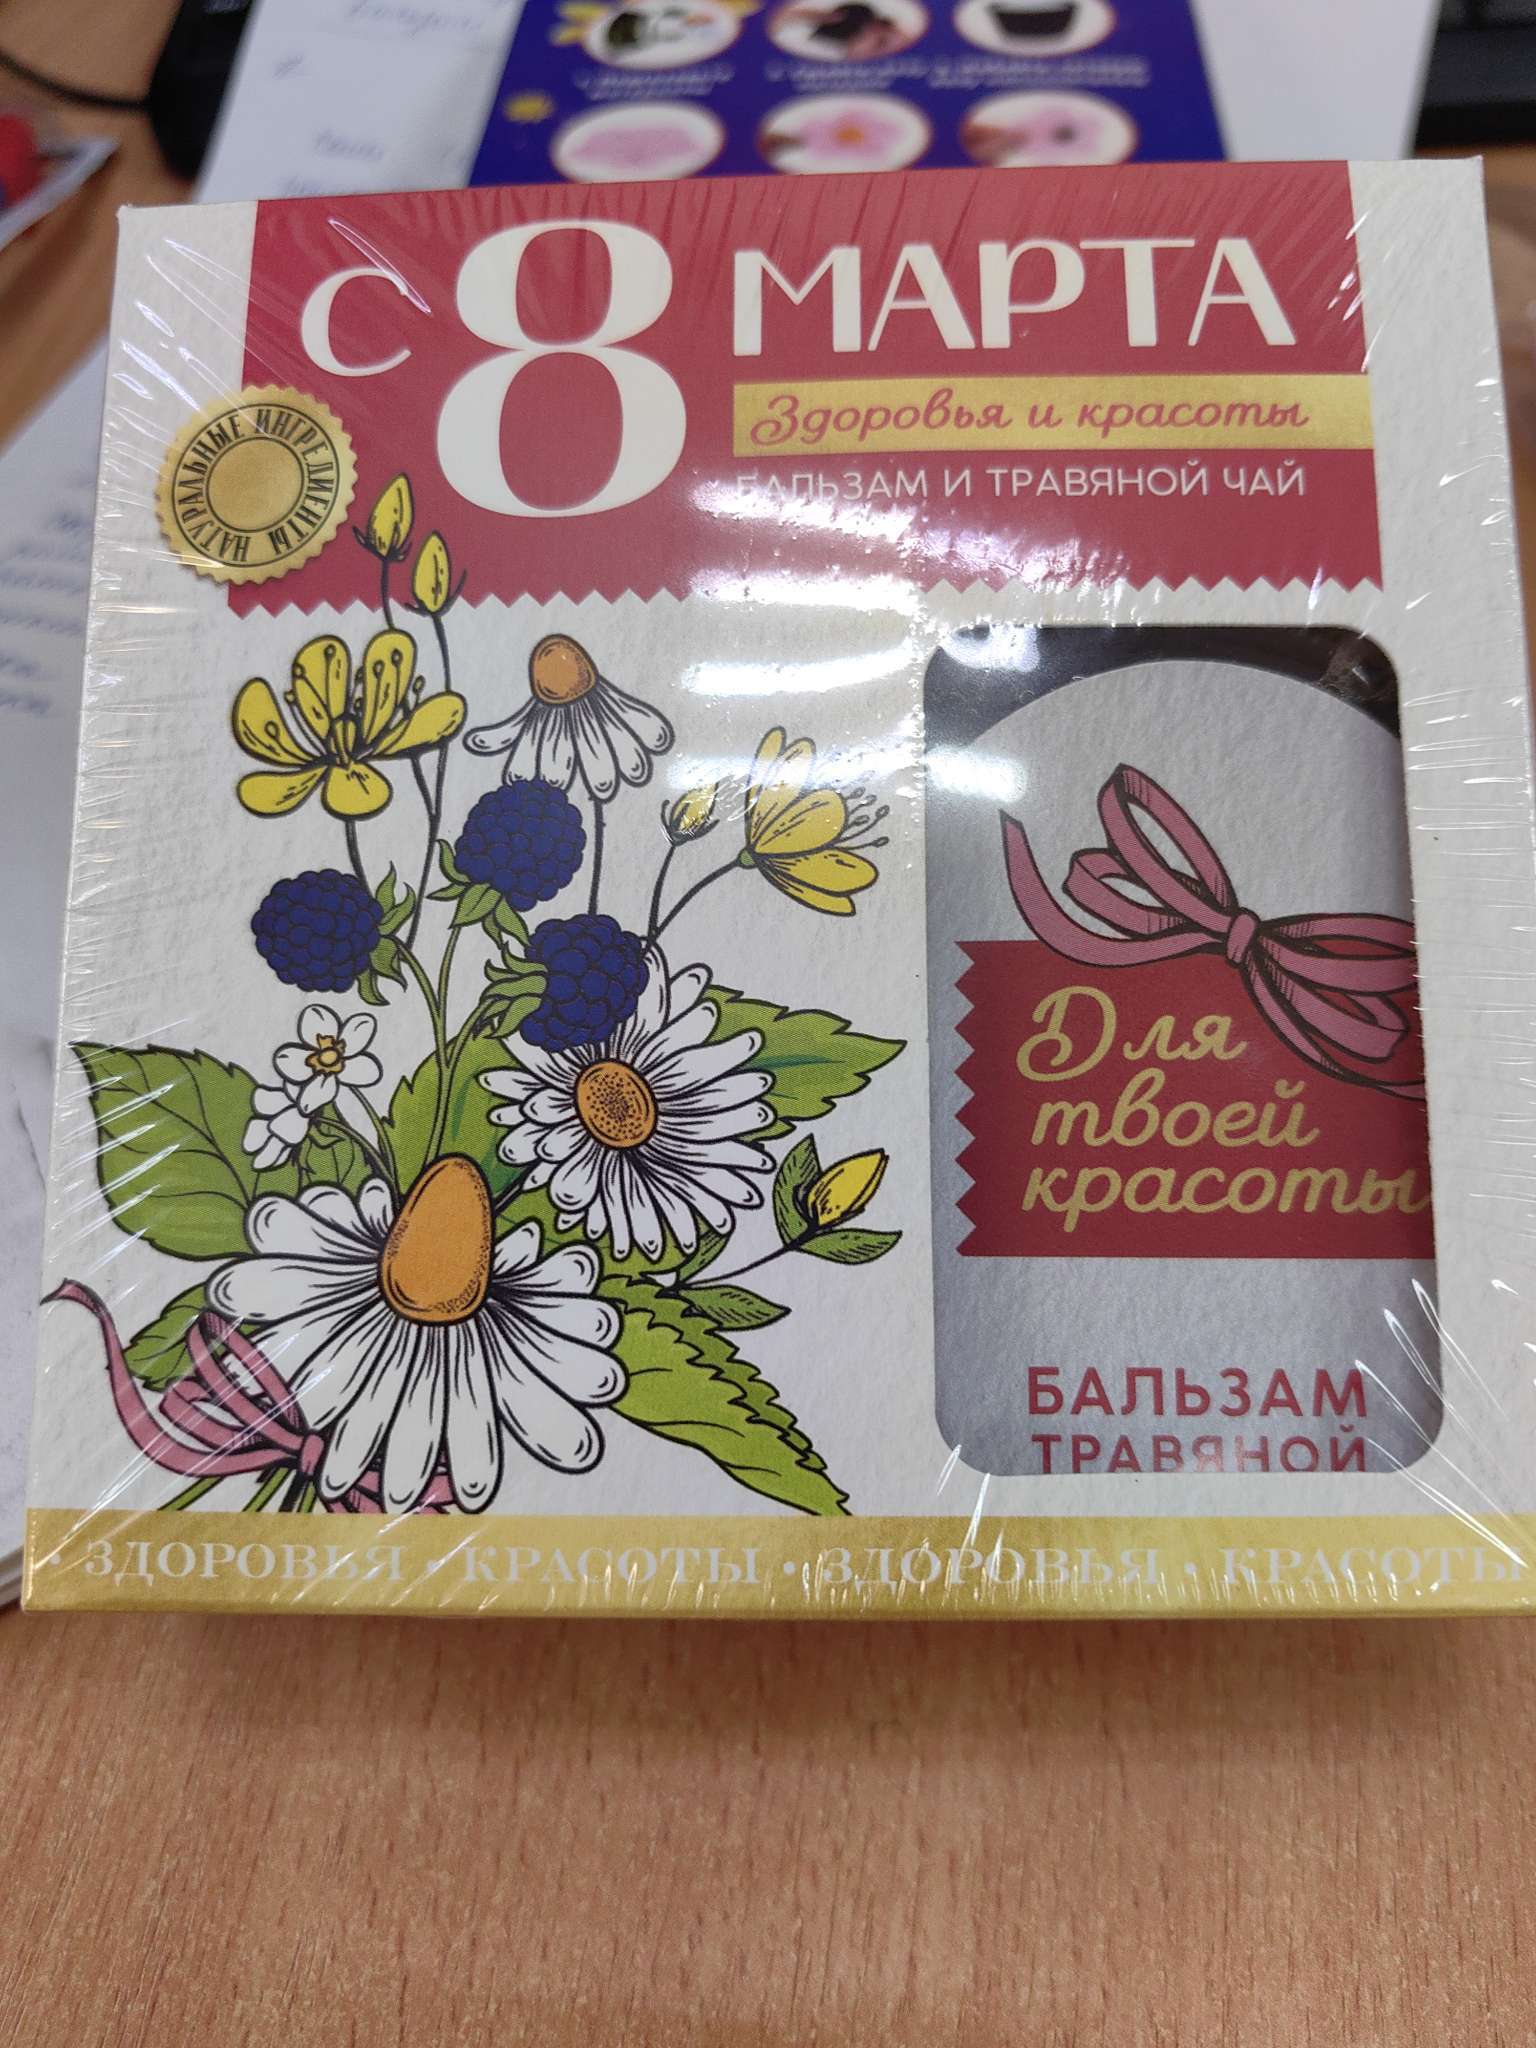 С 8 МАРТА
Здоровья и красоты
БАЛЬЗАМ И ТРАВЯНОЙ ЧАЙ
НАТУРАЛЬНЫЕ ИНГРЕДИЕНТЫ
Для
твоей
красоты
БАЛЬЗАМ
ТРАВЯНОЙ
· ЗДОРОВЬЯ · КРАСОТЫ · ЗДОРОВЬЯ · КРАСОТЫ